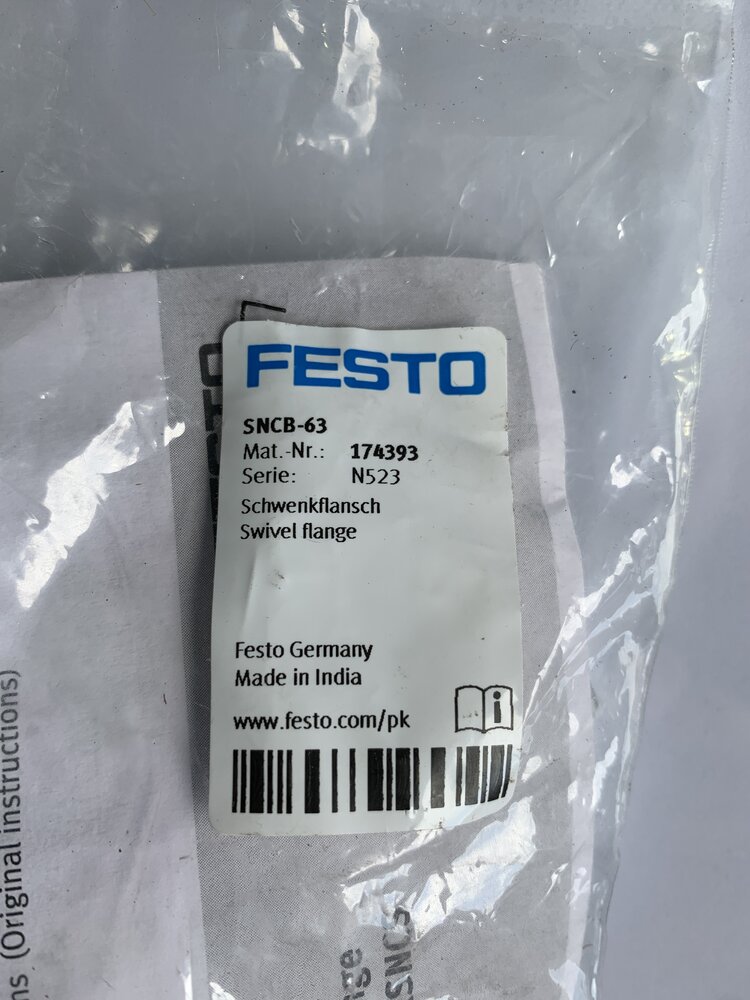 FESTO
SNCB-63
Mat.-Nr.: 174393
Serie: N523
Schwenkflansch
Swivel flange
Festo Germany
Made in India
www.festo.com/pk
i
(Original instructions)